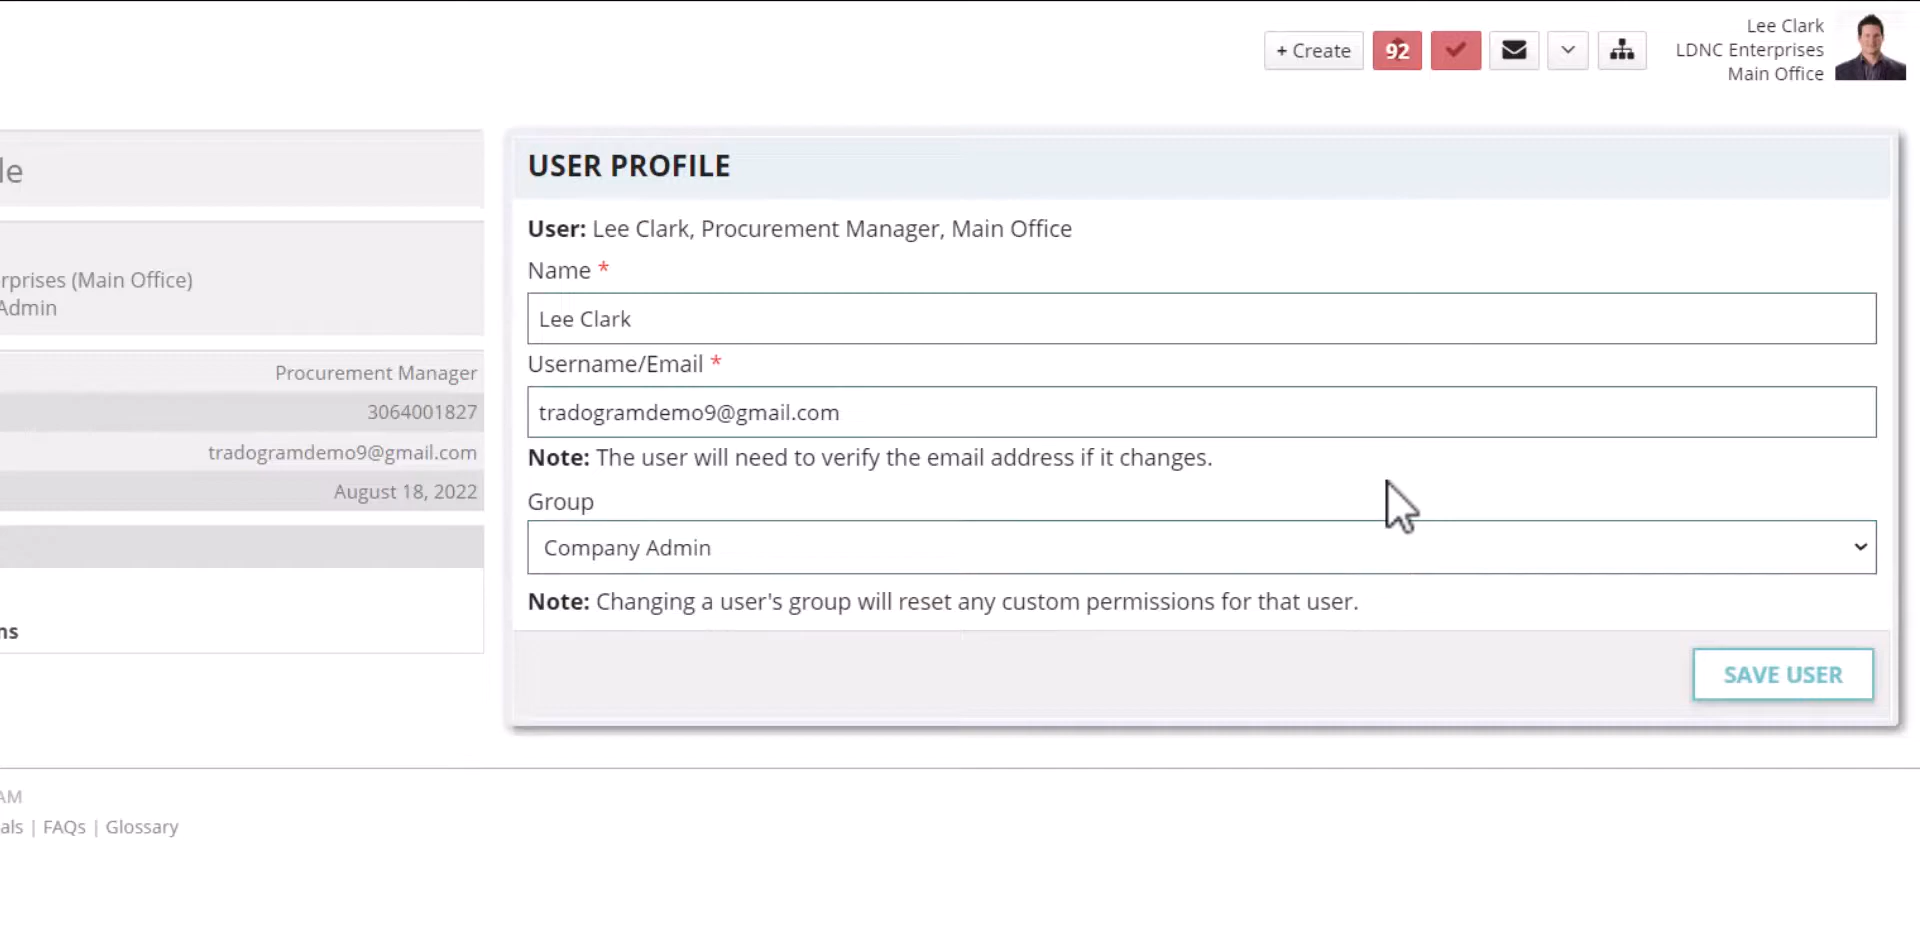 + Create
92
Lee Clark
LDNC Enterprises
Main Office
le
rprises (Main Office)
Admin
Procurement Manager
3064001827
tradogramdemo9@gmail.com
August 18, 2022
ns
USER PROFILE
User: Lee Clark, Procurement Manager, Main Office
Name *
Lee Clark
Username/Email *
tradogramdemo9@gmail.com
Note: The user will need to verify the email address if it changes.
Group
Company Admin
Note: Changing a user's group will reset any custom permissions for that user.
SAVE USER
AM
als | FAQs | Glossary